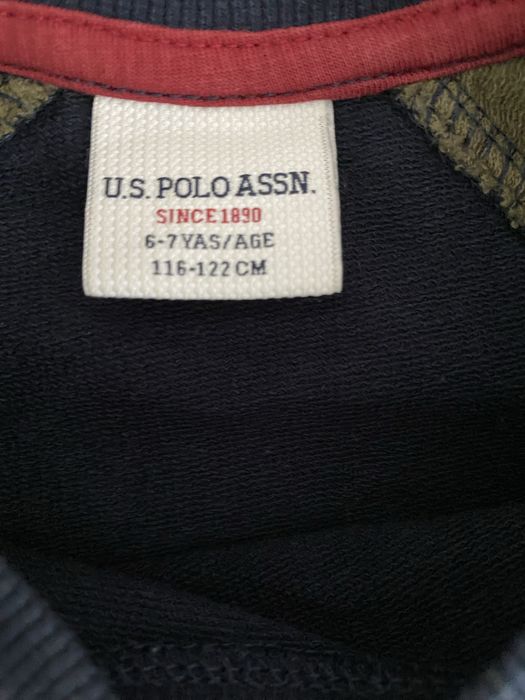 U.S. POLO ASSN.
SINCE 1890
6-7 YAS/AGE
116-122 CM